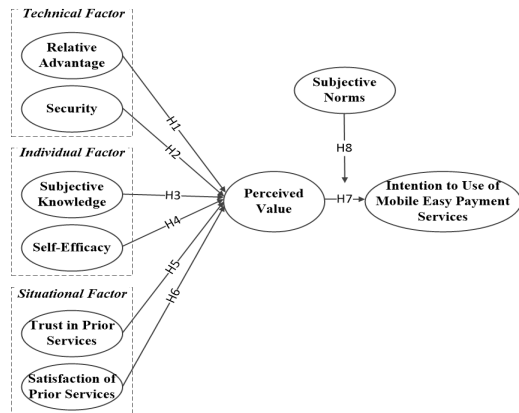 Technical Factor
Relative
Advantage
Security
H1
H2
Individual Factor
Subjective
Knowledge
Self-Efficacy
H3
H4
Situational Factor
Trust in Prior
Services
Satisfaction of
Prior Services
H5
H6
Perceived
Value
Subjective
Norms
H8
H7
Intention to Use of
Mobile Easy Payment
Services